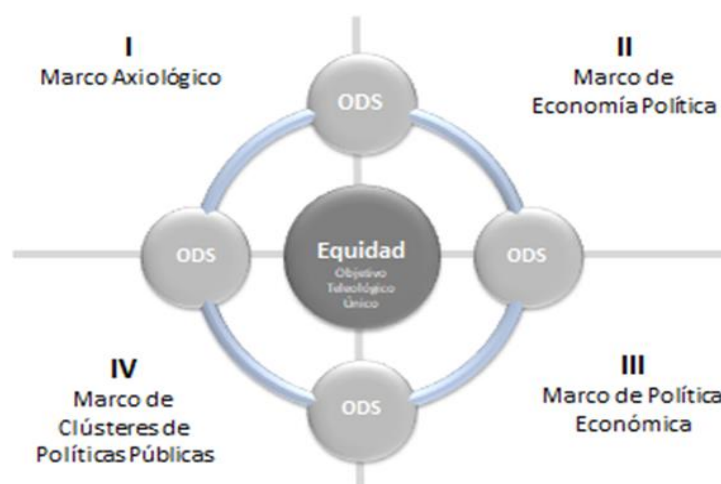 I
Marco Axiológico
II
Marco de
Economía Política
ODS
ODS
Equidad
Objetivo
Teleológico
Único
ODS
IV
Marco de
Clústeres de
Políticas Públicas
ODS
III
Marco de Política
Económica